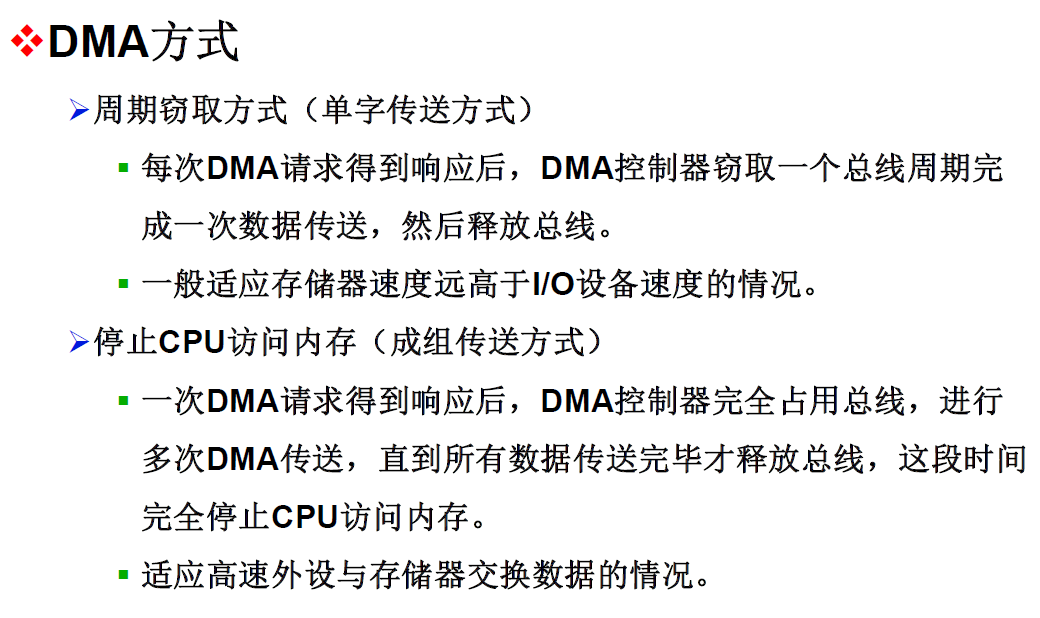 ❖DMA方式
➢周期窃取方式（单字传送方式）
▪ 每次DMA请求得到响应后，DMA控制器窃取一个总线周期完
成一次数据传送，然后释放总线。
▪ 一般适应存储器速度远高于I/O设备速度的情况。
➢停止CPU访问内存（成组传送方式）
▪ 一次DMA请求得到响应后，DMA控制器完全占用总线，进行
多次DMA传送，直到所有数据传送完毕才释放总线，这段时间
完全停止CPU访问内存。
▪ 适应高速外设与存储器交换数据的情况。